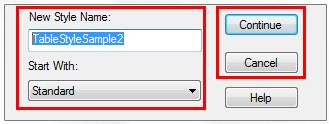 New Style Name:
TableStyleSample2
Start With:
Standard
Continue
Cancel
Help